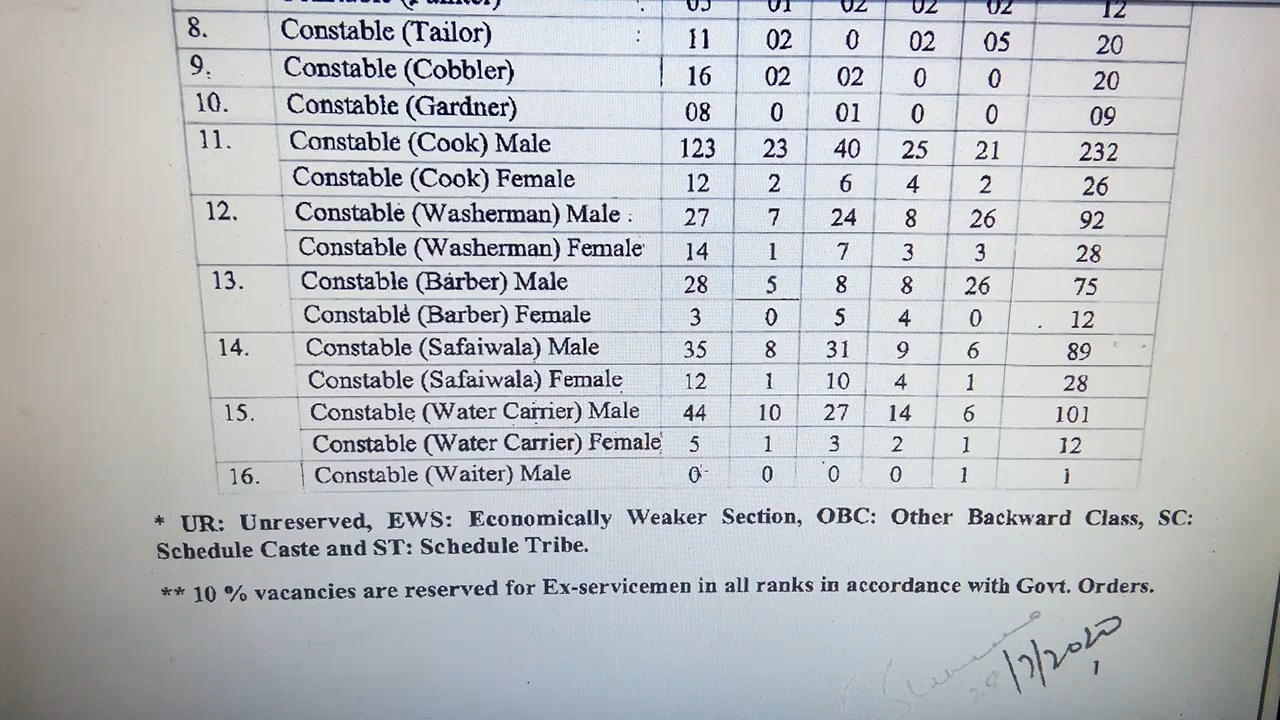 05 01 02 02 02 12
8. Constable (Tailor) : 11 02 0 02 05 20
9. Constable (Cobbler) 16 02 02 0 0 20
10. Constable (Gardner) 08 0 01 0 0 09
11. Constable (Cook) Male 123 23 40 25 21 232
Constable (Cook) Female 12 2 6 4 2 26
12. Constable (Washerman) Male 27 7 24 8 26 92
Constable (Washerman) Female 14 1 7 3 3 28
13. Constable (Barber) Male 28 5 8 8 26 75
Constable (Barber) Female 3 0 5 4 0 12
14. Constable (Safaiwala) Male 35 8 31 9 6 89
Constable (Safaiwala) Female 12 1 10 4 1 28
15. Constable (Water Carrier) Male 44 10 27 14 6 101
Constable (Water Carrier) Female 5 1 3 2 1 12
16. Constable (Waiter) Male 0 0 0 0 1 1
* UR: Unreserved, EWS: Economically Weaker Section, OBC: Other Backward Class, SC:
Schedule Caste and ST: Schedule Tribe.
** 10 % vacancies are reserved for Ex-servicemen in all ranks in accordance with Govt. Orders.
/7/2020